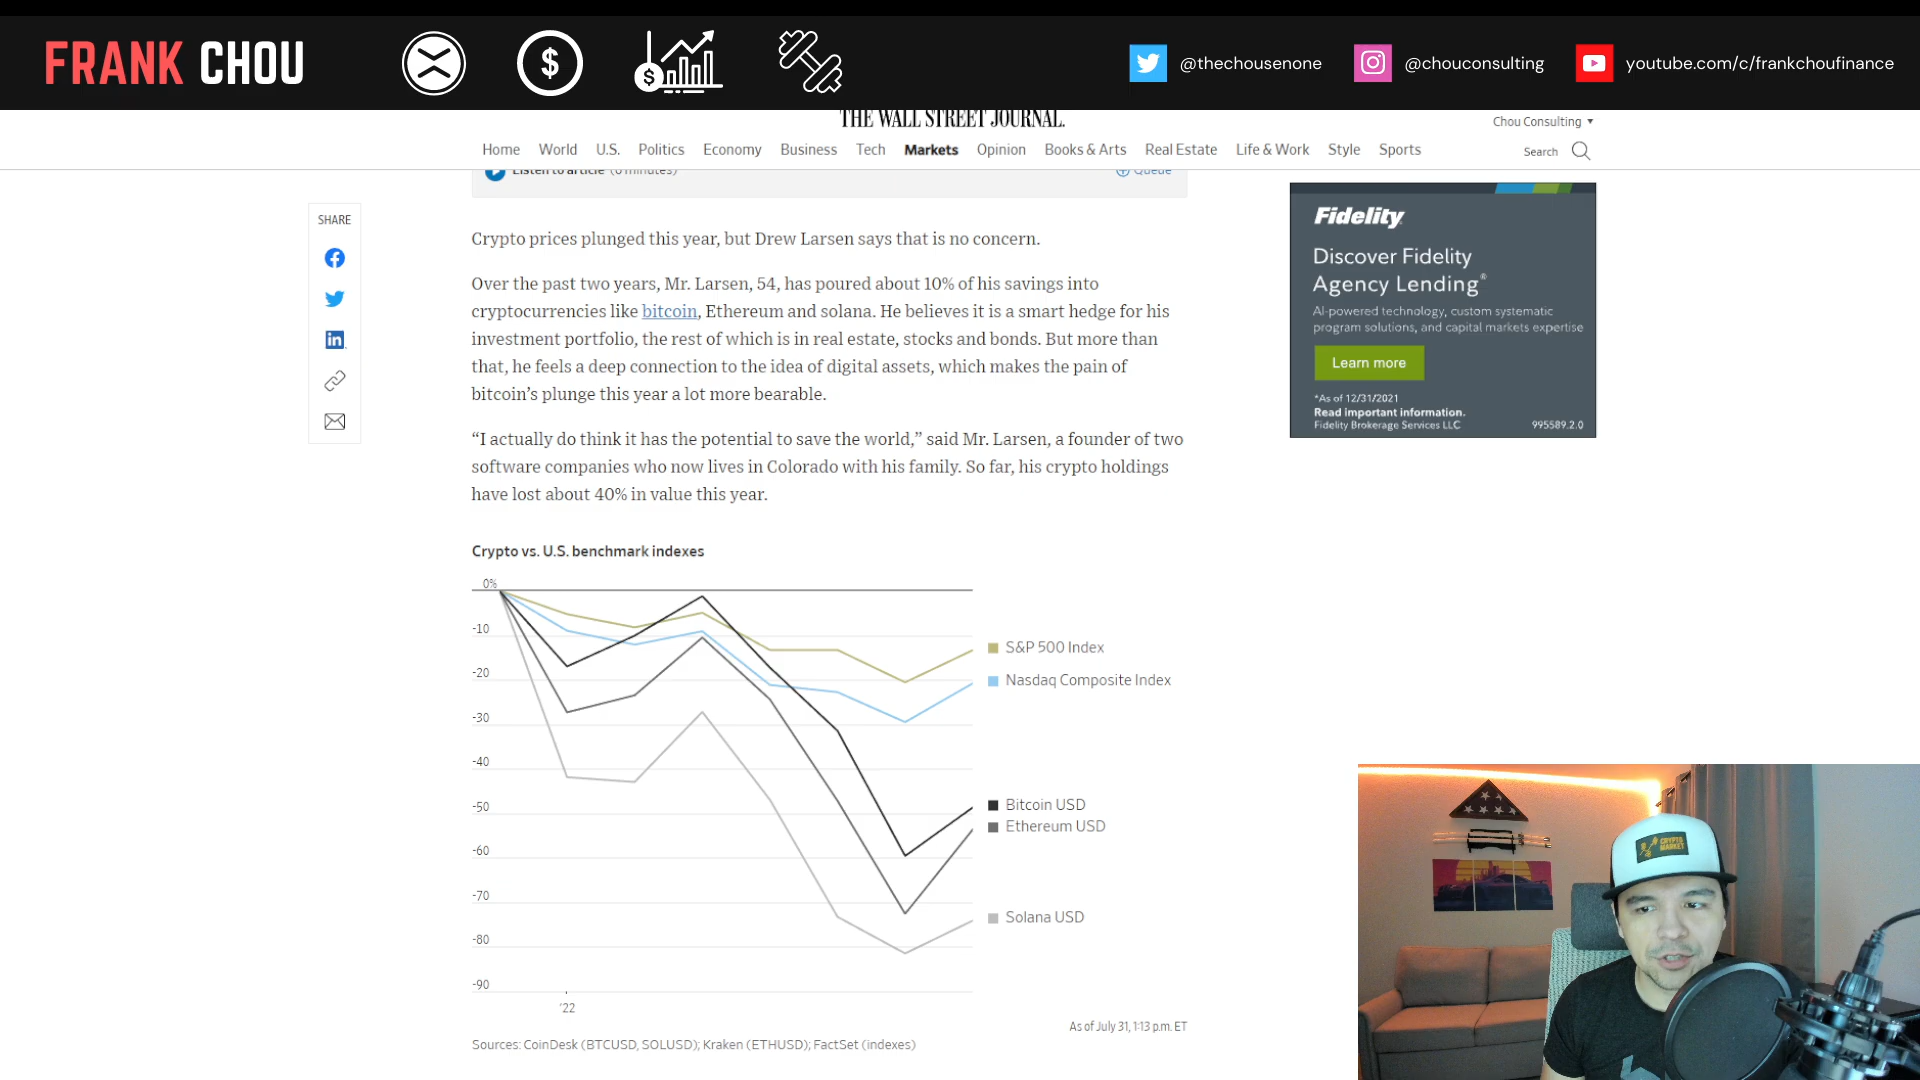 FRANK CHOU
$
$
@thechousenone
@chouconsulting
youtube.com/c/frankchoufinance
THE WALL STREET JOURNAL.
Chou Consulting
Home World U.S. Politics Economy Business Tech Markets Opinion Books & Arts Real Estate Life & Work Style Sports
Search
Listen to article (6 minutes)
Queue
SHARE
in
Crypto prices plunged this year, but Drew Larsen says that is no concern.
Over the past two years, Mr. Larsen, 54, has poured about 10% of his savings into
cryptocurrencies like bitcoin, Ethereum and solana. He believes it is a smart hedge for his
investment portfolio, the rest of which is in real estate, stocks and bonds. But more than
that, he feels a deep connection to the idea of digital assets, which makes the pain of
bitcoin’s plunge this year a lot more bearable.
“I actually do think it has the potential to save the world,” said Mr. Larsen, a founder of two
software companies who now lives in Colorado with his family. So far, his crypto holdings
have lost about 40% in value this year.
Fidelity
Discover Fidelity
Agency Lending®
AI-powered technology, custom systematic
program solutions, and capital markets expertise
Learn more
*As of 12/31/2021
Read important information.
Fidelity Brokerage Services LLC
995589.2.0
Crypto vs. U.S. benchmark indexes
0%
-10
-20
-30
-40
-50
-60
-70
-80
-90
'22
S&P 500 Index
Nasdaq Composite Index
Bitcoin USD
Ethereum USD
Solana USD
As of July 31, 1:13 p.m. ET
Sources: CoinDesk (BTCUSD, SOLUSD); Kraken (ETHUSD); FactSet (indexes)
CRYPTO
MARKET